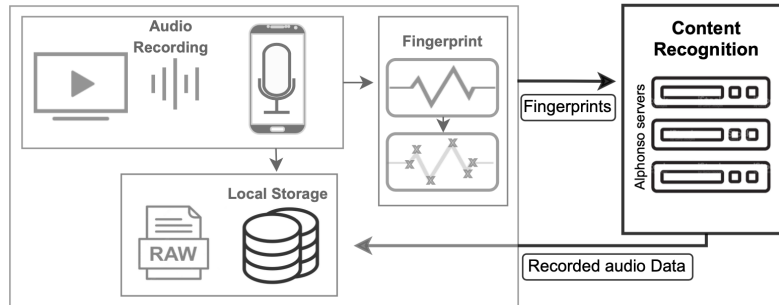 Audio
Recording
Fingerprint
Content
Recognition
Fingerprints
Alphonso servers
Local Storage
RAW
Recorded audio Data